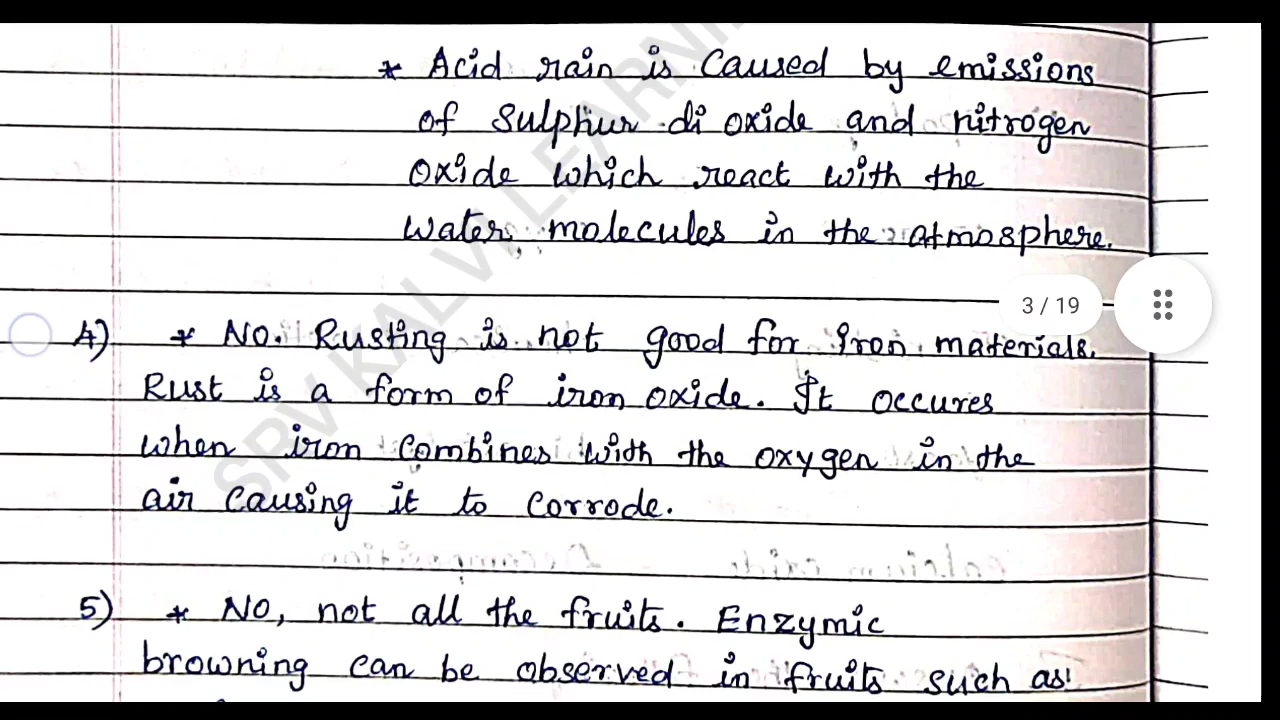 * Acid rain is caused by emissions
of Sulphur di oxide and nitrogen
oxide which react with the
water molecules in the atmosphere.
3 / 19
4) * No. Rusting is not good for iron materials.
Rust is a form of iron oxide. It occures
when iron combines with the oxygen in the
air causing it to corrode.
5) * No, not all the fruits. Enzymic
browning can be observed in fruits such as
SRV KALVI LEARNI